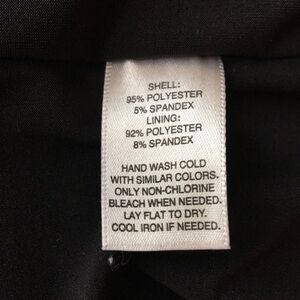 SHELL:
95% POLYESTER
5% SPANDEX
LINING:
92% POLYESTER
8% SPANDEX
HAND WASH COLD
WITH SIMILAR COLORS.
ONLY NON-CHLORINE
BLEACH WHEN NEEDED.
LAY FLAT TO DRY.
COOL IRON IF NEEDED.